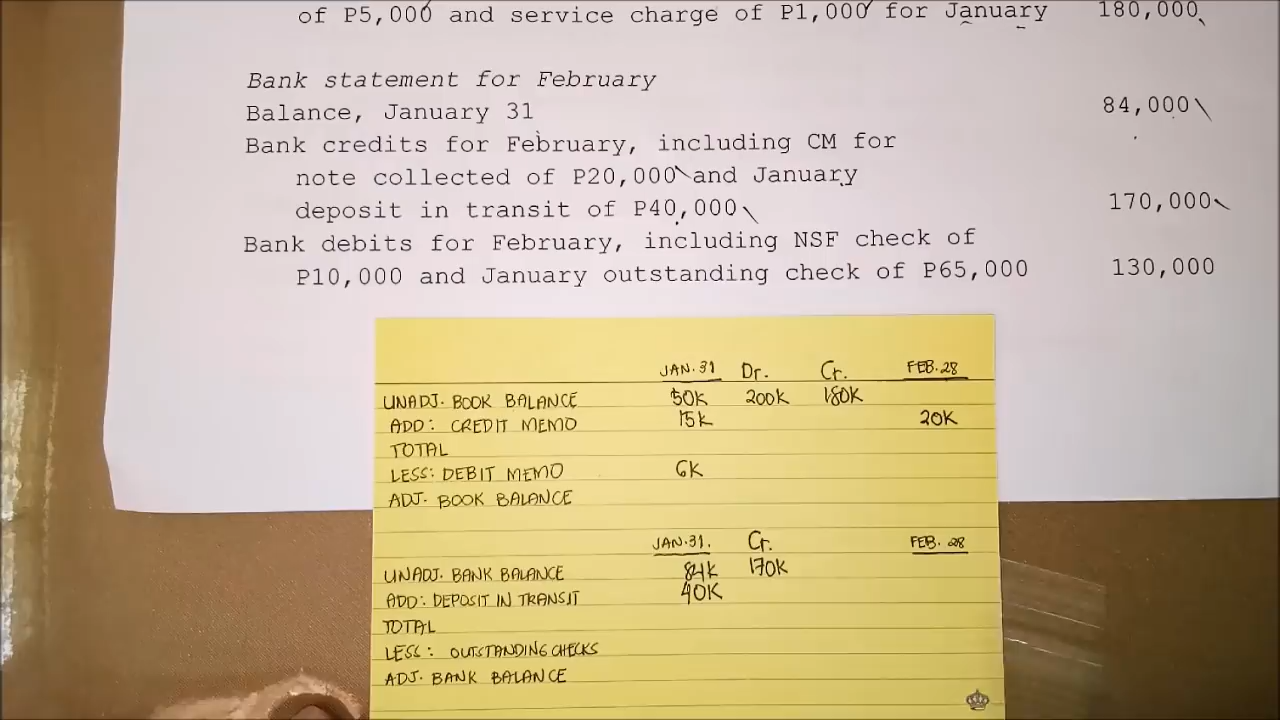 of P5,000 and service charge of P1,000 for January 180,000
Bank statement for February
Balance, January 31 84,000
Bank credits for February, including CM for
note collected of P20,000 and January
deposit in transit of P40,000 170,000
Bank debits for February, including NSF check of
P10,000 and January outstanding check of P65,000 130,000
JAN. 31 Dr. Cr. FEB. 28
UNADJ. BOOK BALANCE 50K 200K 180K
ADD: CREDIT MEMO 15K 20K
TOTAL
LESS: DEBIT MEMO 6K
ADJ. BOOK BALANCE
JAN. 31. Cr. FEB. 28
UNADJ. BANK BALANCE 84K 170K
ADD: DEPOSIT IN TRANSIT 40K
TOTAL
LESS: OUTSTANDING CHECKS
ADJ. BANK BALANCE